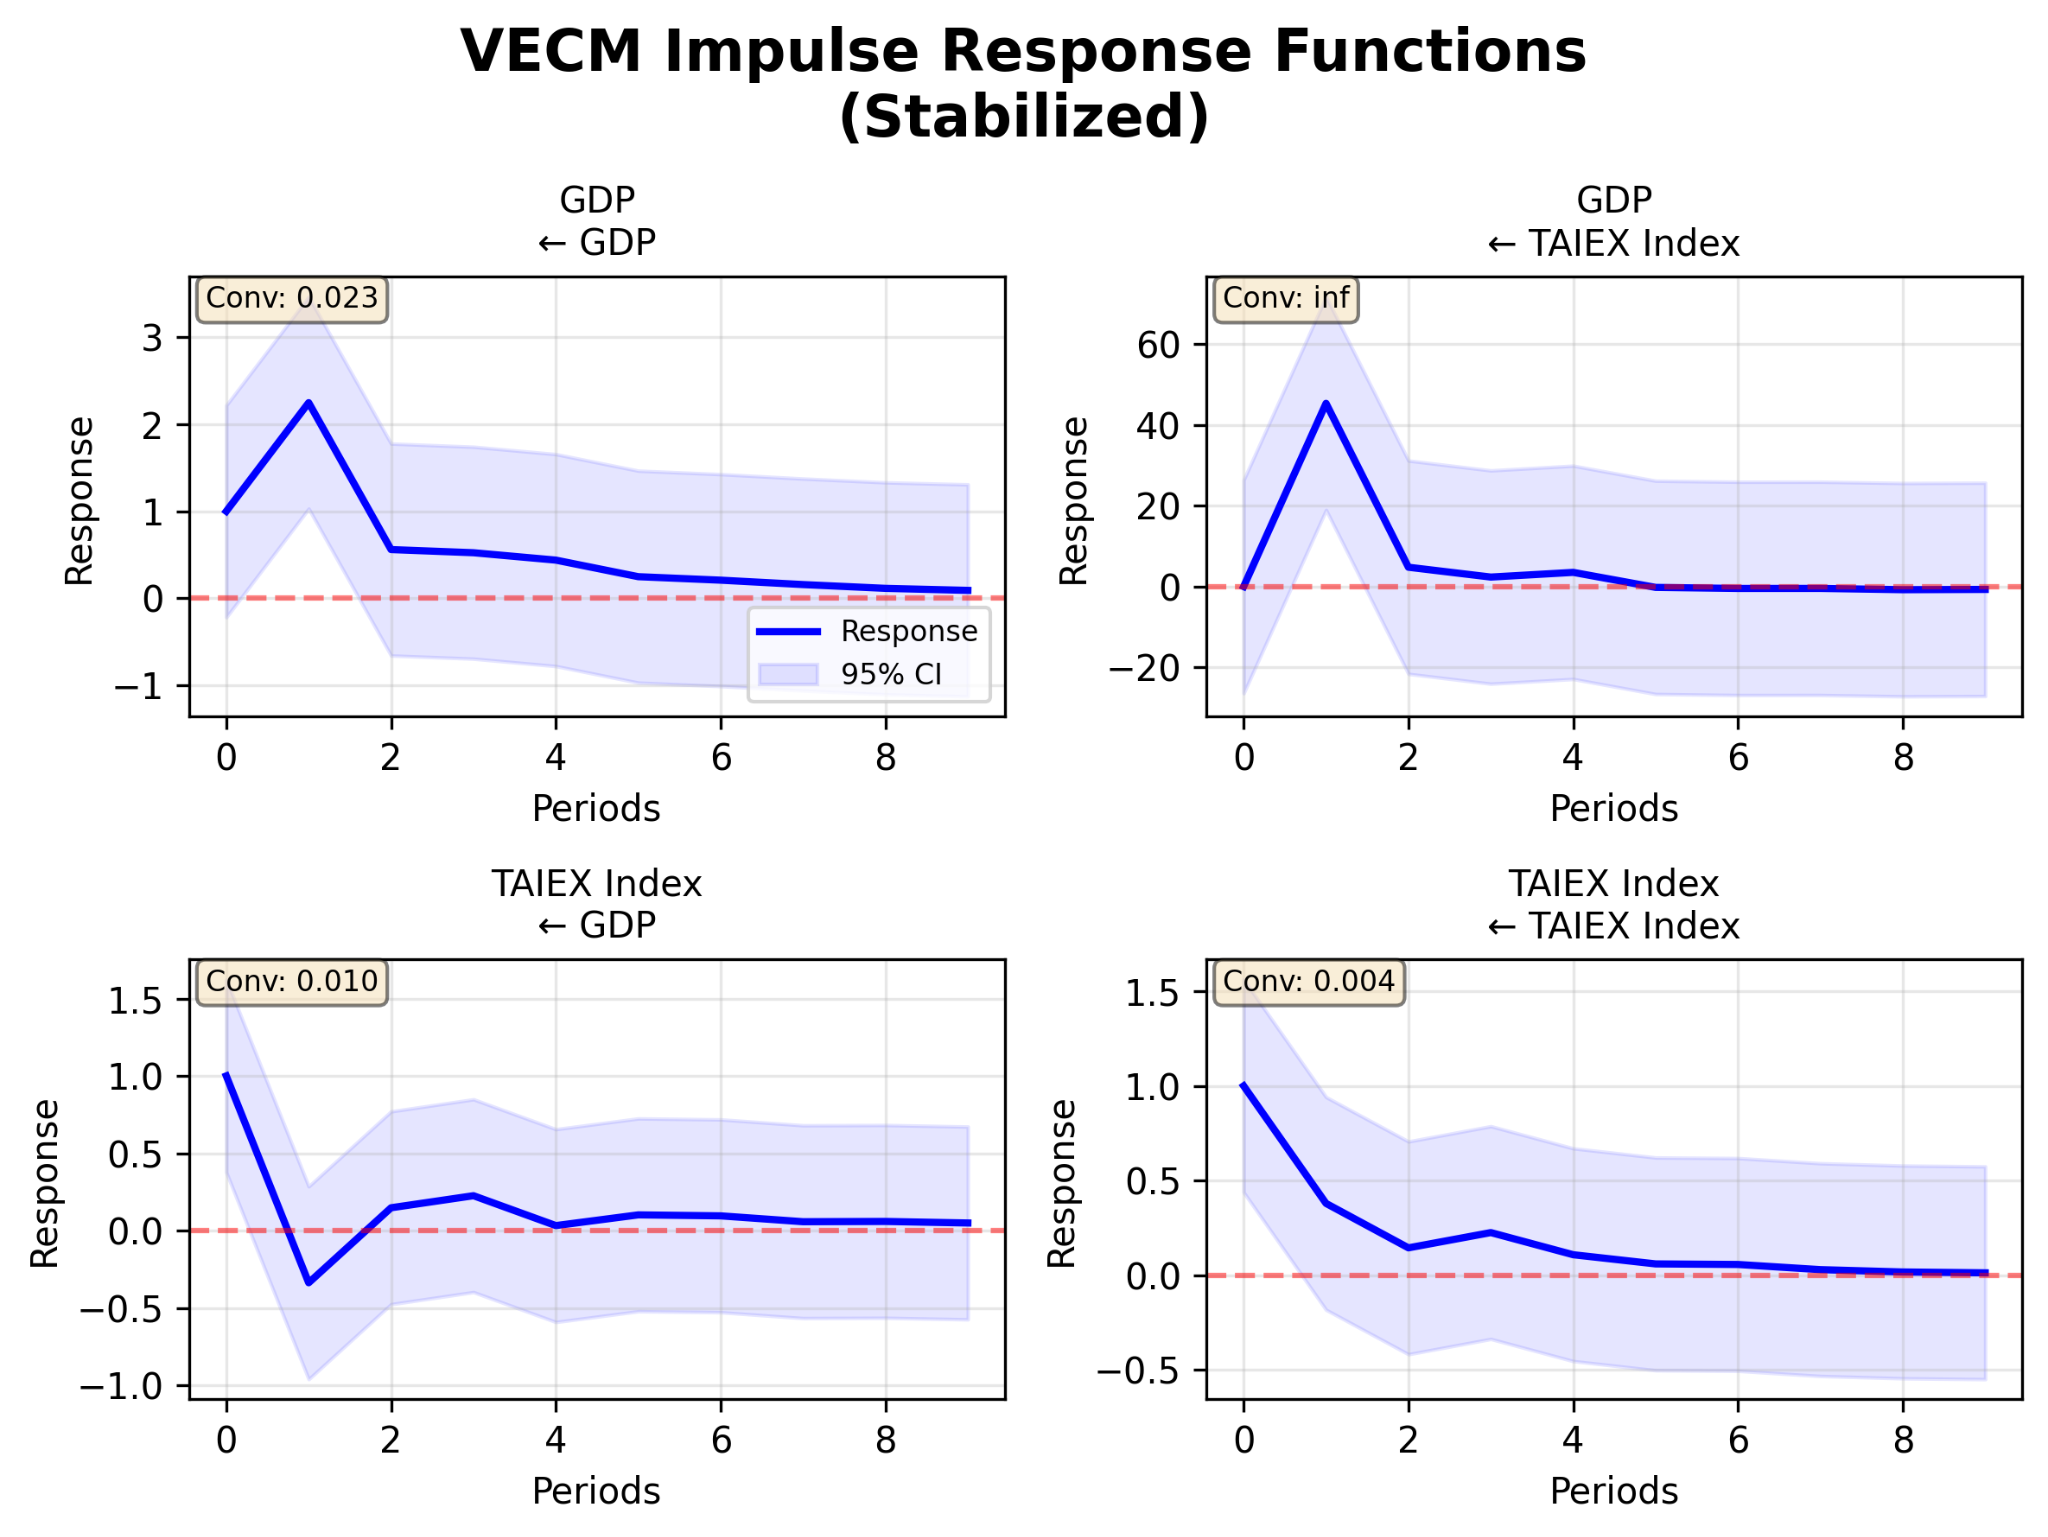 VECM Impulse Response Functions
(Stabilized)
GDP
← GDP
Conv: 0.023
3
2
1
0
−1
Response
Response
95% CI
0
2
4
6
8
Periods
GDP
← TAIEX Index
Conv: inf
60
40
20
0
−20
Response
0
2
4
6
8
Periods
TAIEX Index
← GDP
Conv: 0.010
1.5
1.0
0.5
0.0
−0.5
−1.0
Response
0
2
4
6
8
Periods
TAIEX Index
← TAIEX Index
Conv: 0.004
1.5
1.0
0.5
0.0
−0.5
Response
0
2
4
6
8
Periods